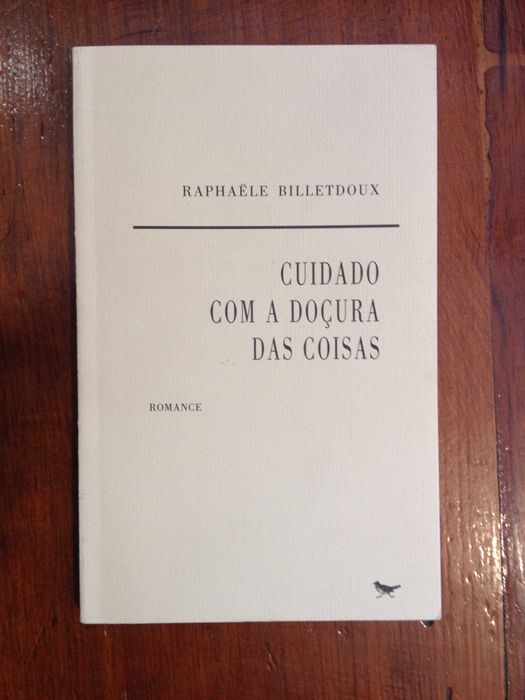 RAPHAËLE BILLETDOUX
CUIDADO
COM A DOÇURA
DAS COISAS
ROMANCE